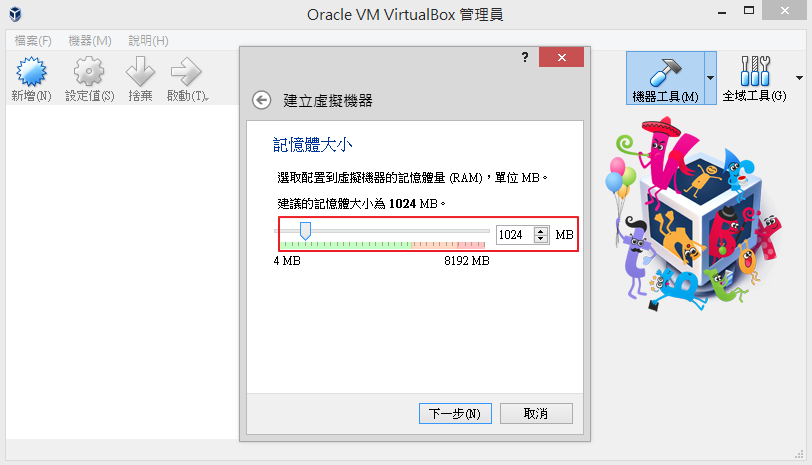 Oracle VM VirtualBox 管理員
檔案(F) 機器(M) 說明(H)
新增(N) 設定值(S) 捨棄 啟動(T)
機器工具(M) 全域工具(G)
?
建立虛擬機器
記憶體大小
選取配置到虛擬機器的記憶體量 (RAM)，單位 MB。
建議的記憶體大小為 1024 MB。
1024 MB
4 MB 8192 MB
下一步(N) 取消